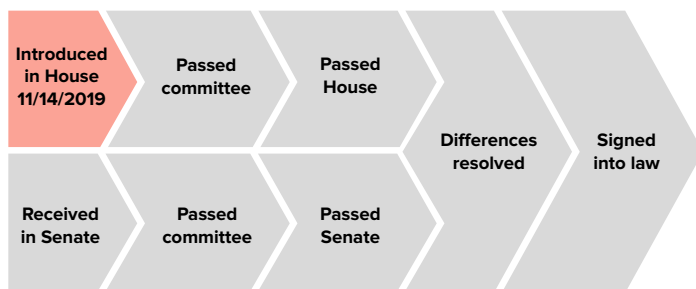 Introduced
in House
11/14/2019
Passed
committee
Passed
House
Differences
resolved
Signed
into law
Received
in Senate
Passed
committee
Passed
Senate